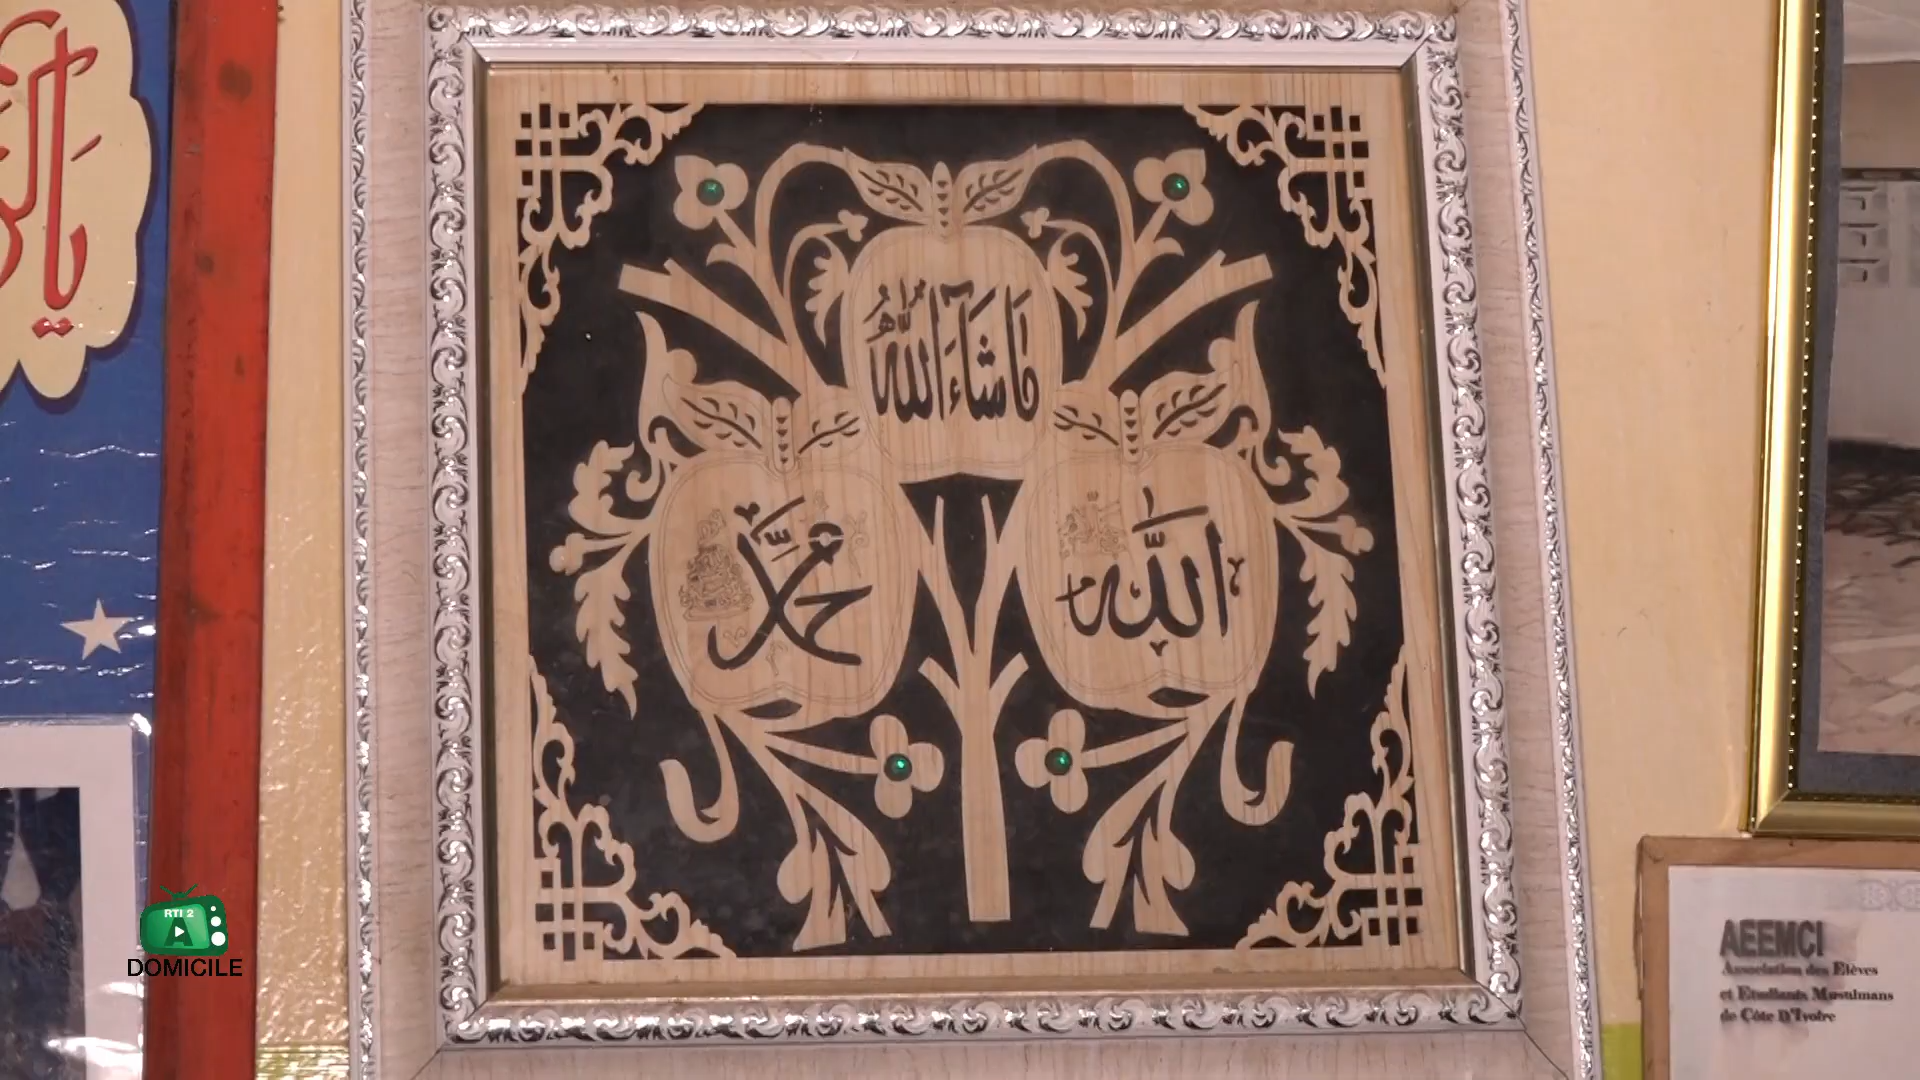 ما شاء الله
الله
محمد
RTI 2
A
DOMICILE
AEEMCI
Association des Elèves
et Etudiants Musulmans
de Côte D'Ivoire